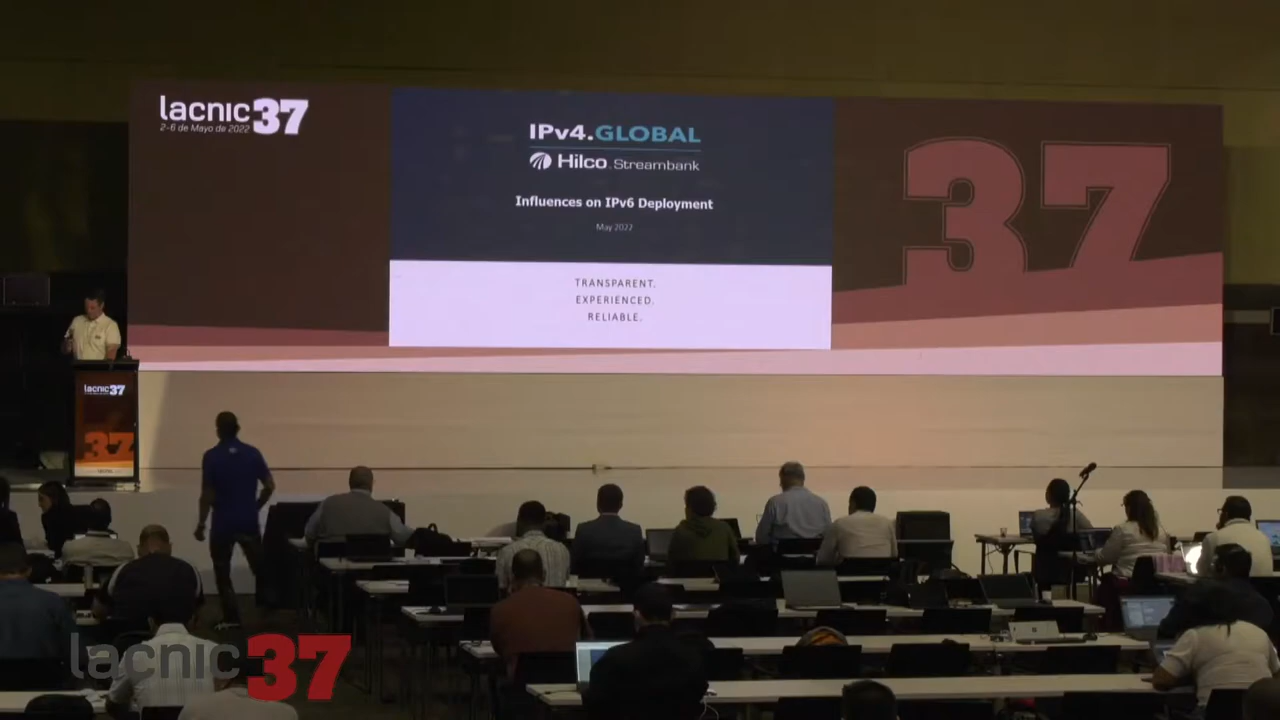 lacnic37
2-6 de Mayo de 2022
IPv4.GLOBAL
Hilco Streambank
Influences on IPv6 Deployment
May 2022
TRANSPARENT.
EXPERIENCED.
RELIABLE.
37
lacnic37
37
lacnic37